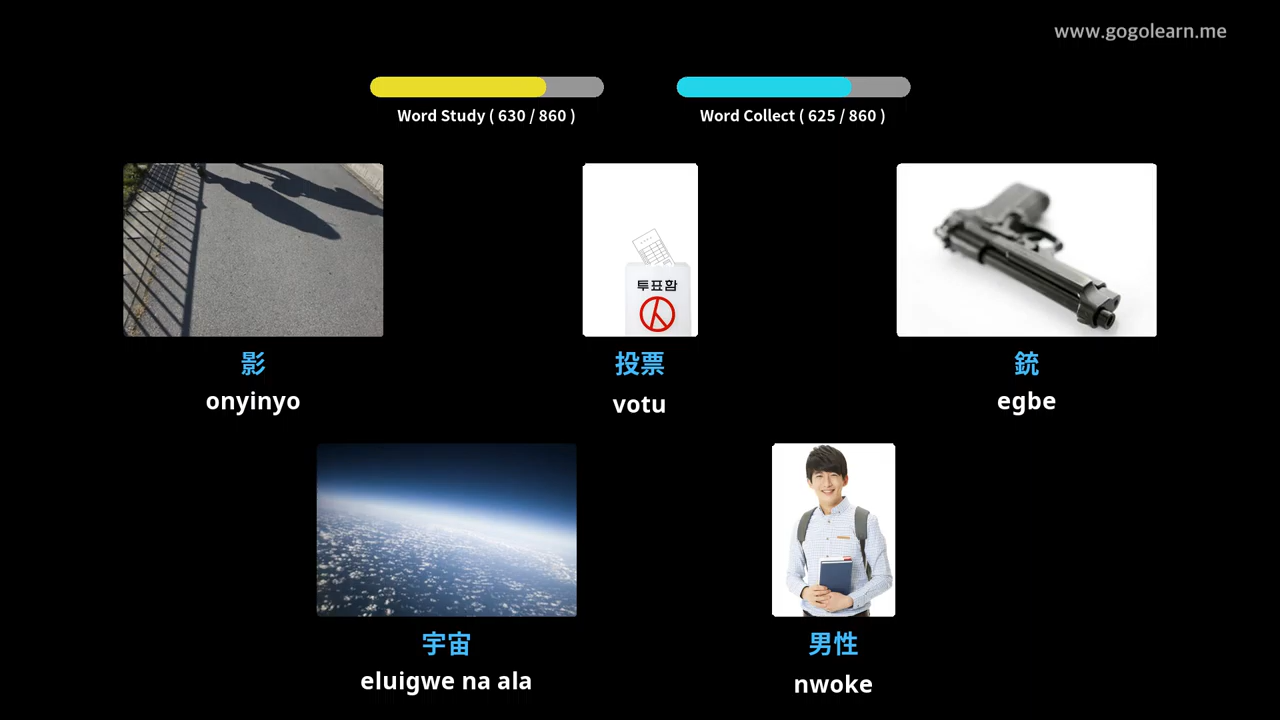 www.gogolearn.me
Word Study ( 630 / 860 )
Word Collect ( 625 / 860 )
투표함
影
onyinyo
投票
votu
銃
egbe
宇宙
eluigwe na ala
男性
nwoke